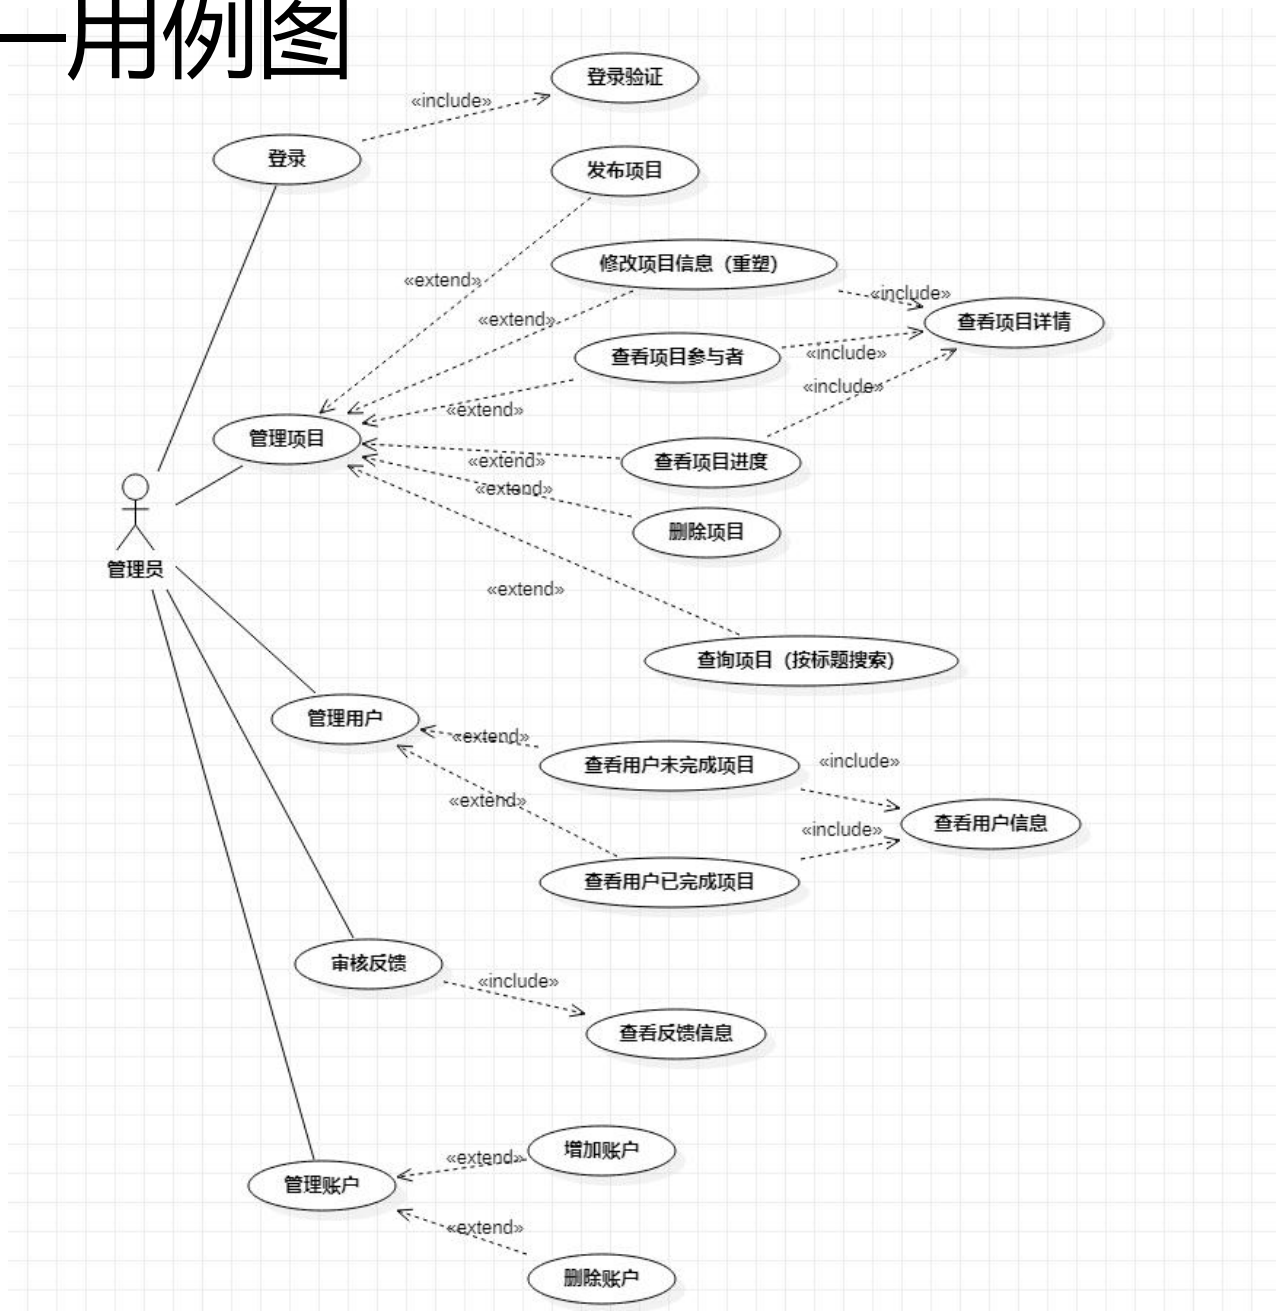 —用例图
登录验证
«include»
登录
发布项目
修改项目信息（重塑）
«extend»
«include»
«extend»
查看项目详情
查看项目参与者
«include»
«include»
«extend»
管理项目
«extend»
查看项目进度
«extend»
删除项目
管理员
«extend»
查询项目（按标题搜索）
管理用户
«extend»
查看用户未完成项目
«include»
«extend»
查看用户信息
«include»
查看用户已完成项目
审核反馈
«include»
查看反馈信息
增加账户
«extend»
管理账户
«extend»
删除账户